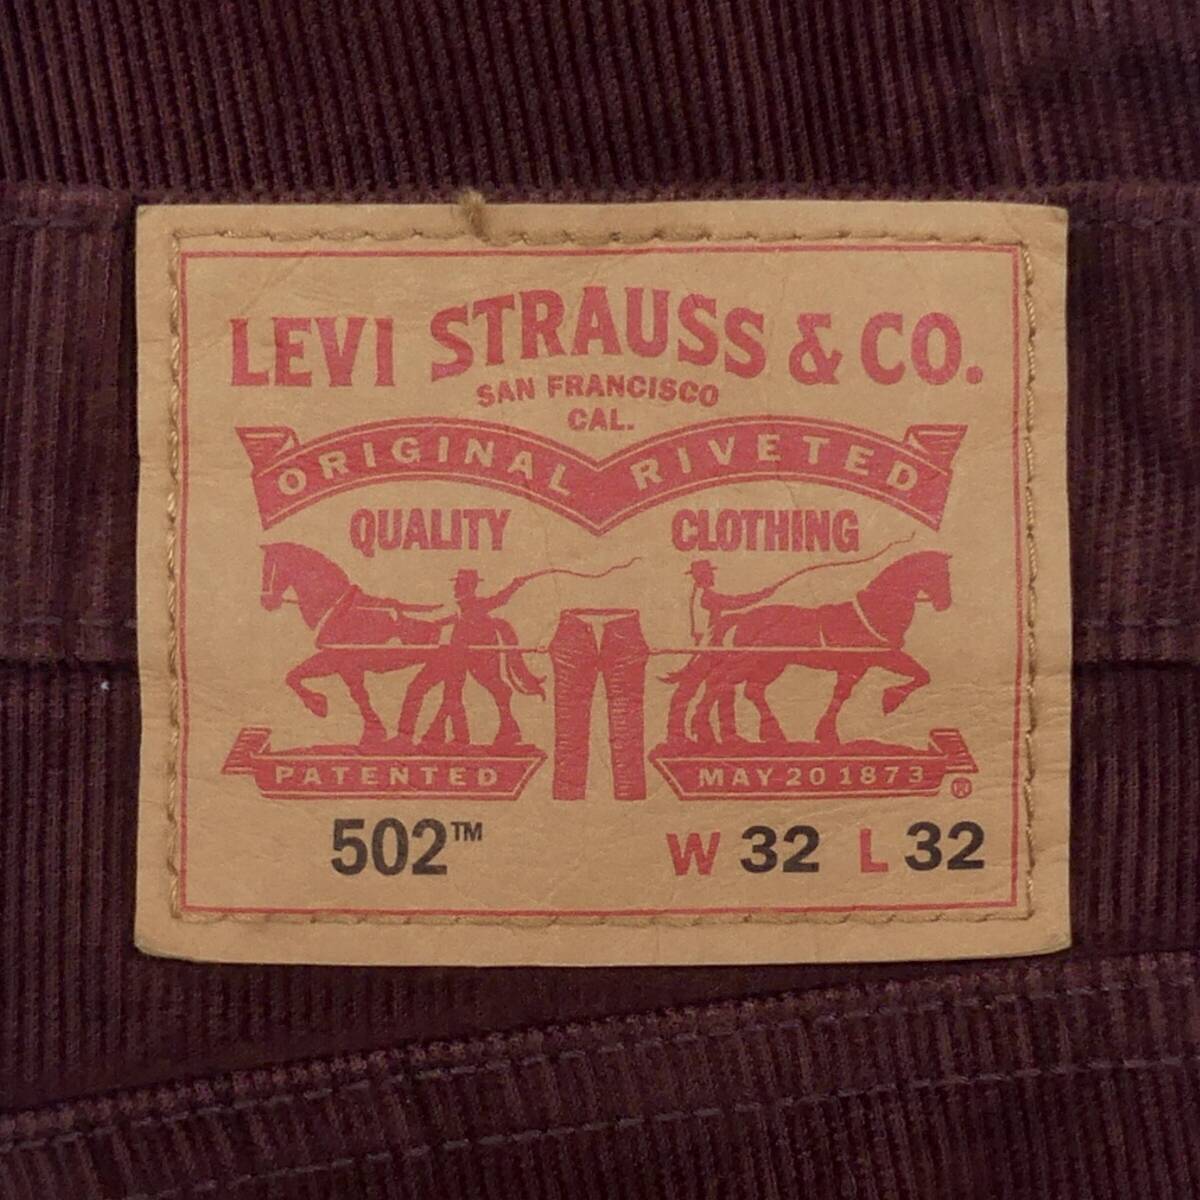 LEVI STRAUSS & CO.
SAN FRANCISCO
CAL.
ORIGINAL RIVETED
QUALITY CLOTHING
PATENTED MAY 20 1873 ®
502™ W 32 L 32